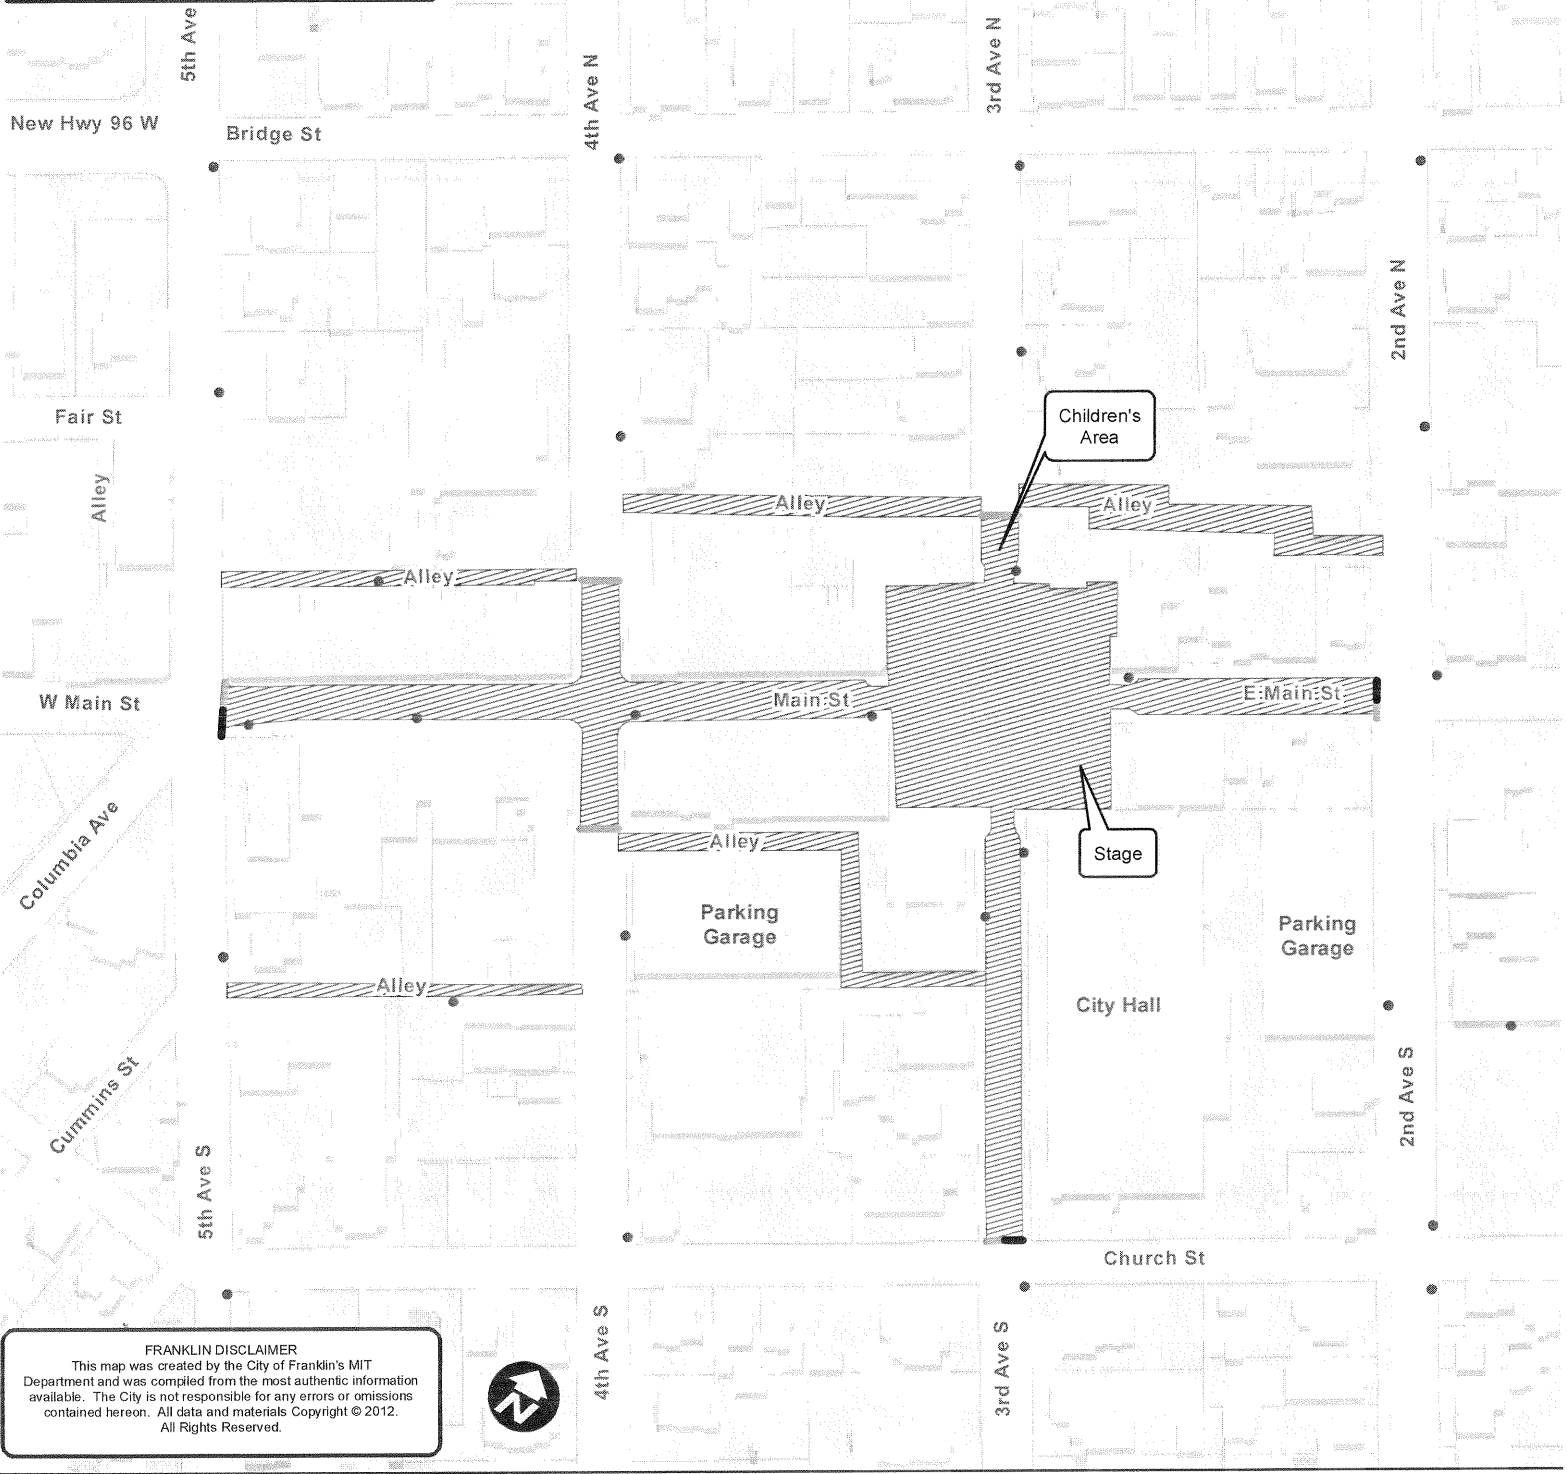 5th Ave
4th Ave N
3rd Ave N
New Hwy 96 W
Bridge St
2nd Ave N
Fair St
Children's
Area
Alley
Alley
Alley
Alley
W Main St
Main St
E Main St
Columbia Ave
Alley
Stage
Parking
Garage
Parking
Garage
Alley
City Hall
Cummins St
2nd Ave S
5th Ave S
Church St
4th Ave S
3rd Ave S
FRANKLIN DISCLAIMER
This map was created by the City of Franklin's MIT
Department and was compiled from the most authentic information
available. The City is not responsible for any errors or omissions
contained hereon. All data and materials Copyright © 2012.
All Rights Reserved.
N